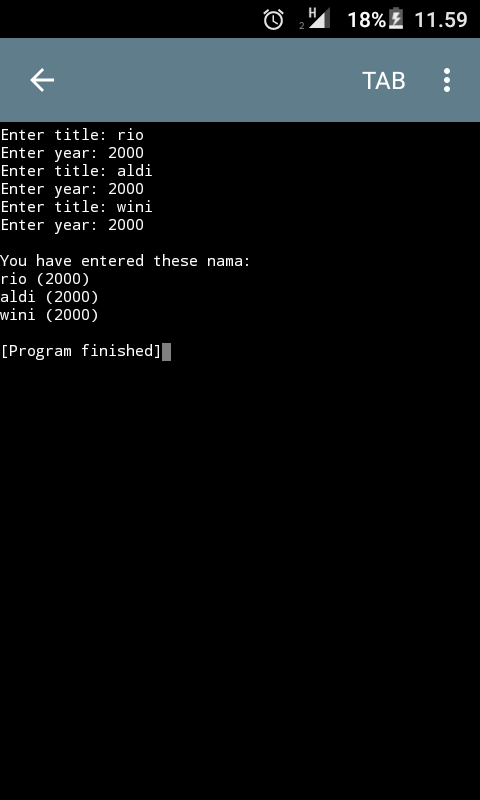 2 H 18% 11.59
TAB
Enter title: rio
Enter year: 2000
Enter title: aldi
Enter year: 2000
Enter title: wini
Enter year: 2000
You have entered these nama:
rio (2000)
aldi (2000)
wini (2000)
[Program finished]